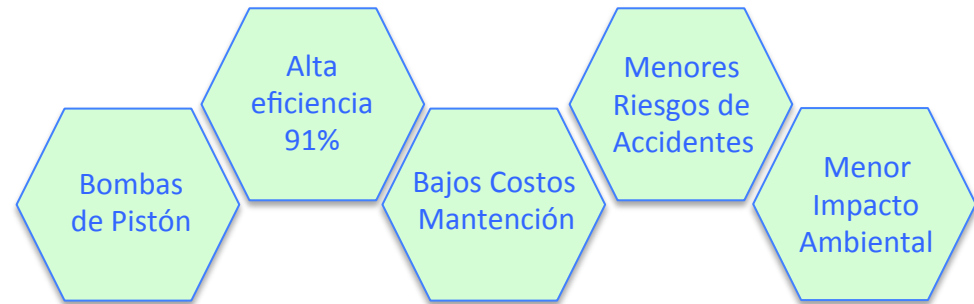 Bombas
de Pistón
Alta
eficiencia
91%
Bajos Costos
Mantención
Menores
Riesgos de
Accidentes
Menor
Impacto
Ambiental